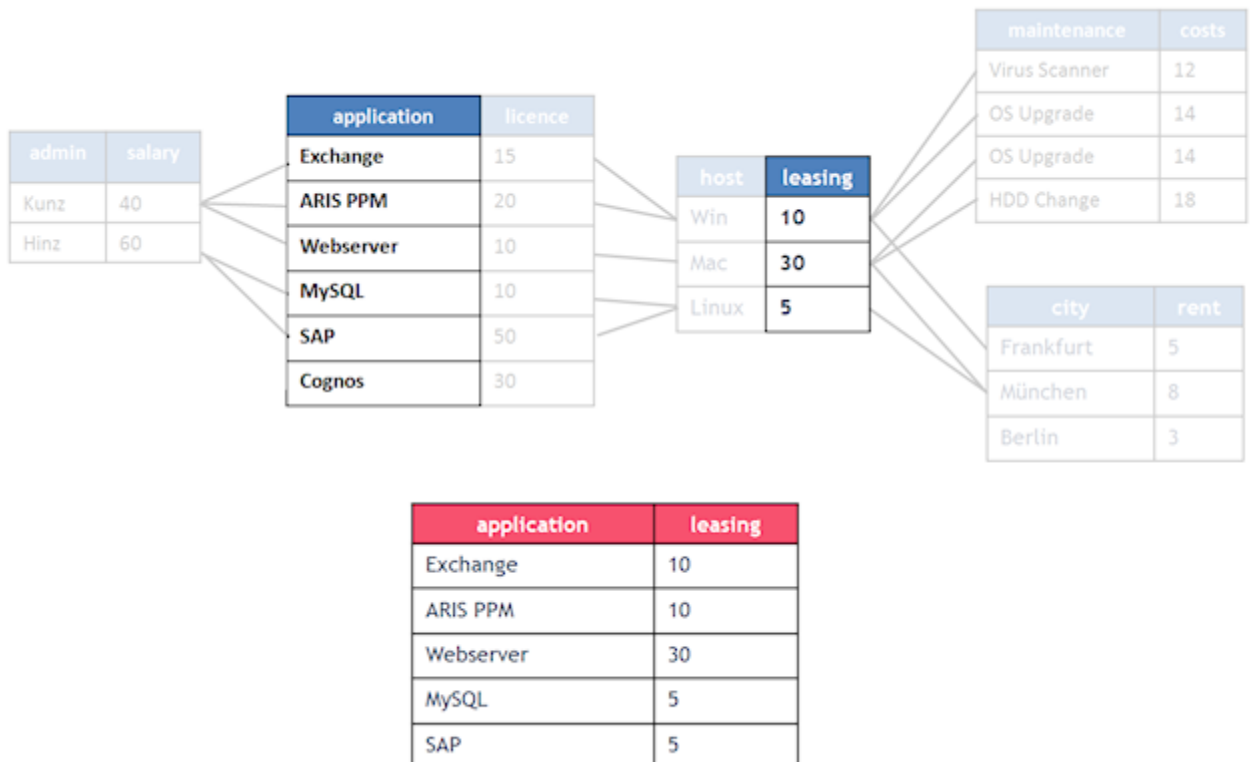 maintenance costs
Virus Scanner 12
OS Upgrade 14
OS Upgrade 14
HDD Change 18
admin salary
Kunz 40
Hinz 60
application licence
Exchange 15
ARIS PPM 20
Webserver 10
MySQL 10
SAP 50
Cognos 30
host leasing
Win 10
Mac 30
Linux 5
city rent
Frankfurt 5
München 8
Berlin 3
application leasing
Exchange 10
ARIS PPM 10
Webserver 30
MySQL 5
SAP 5